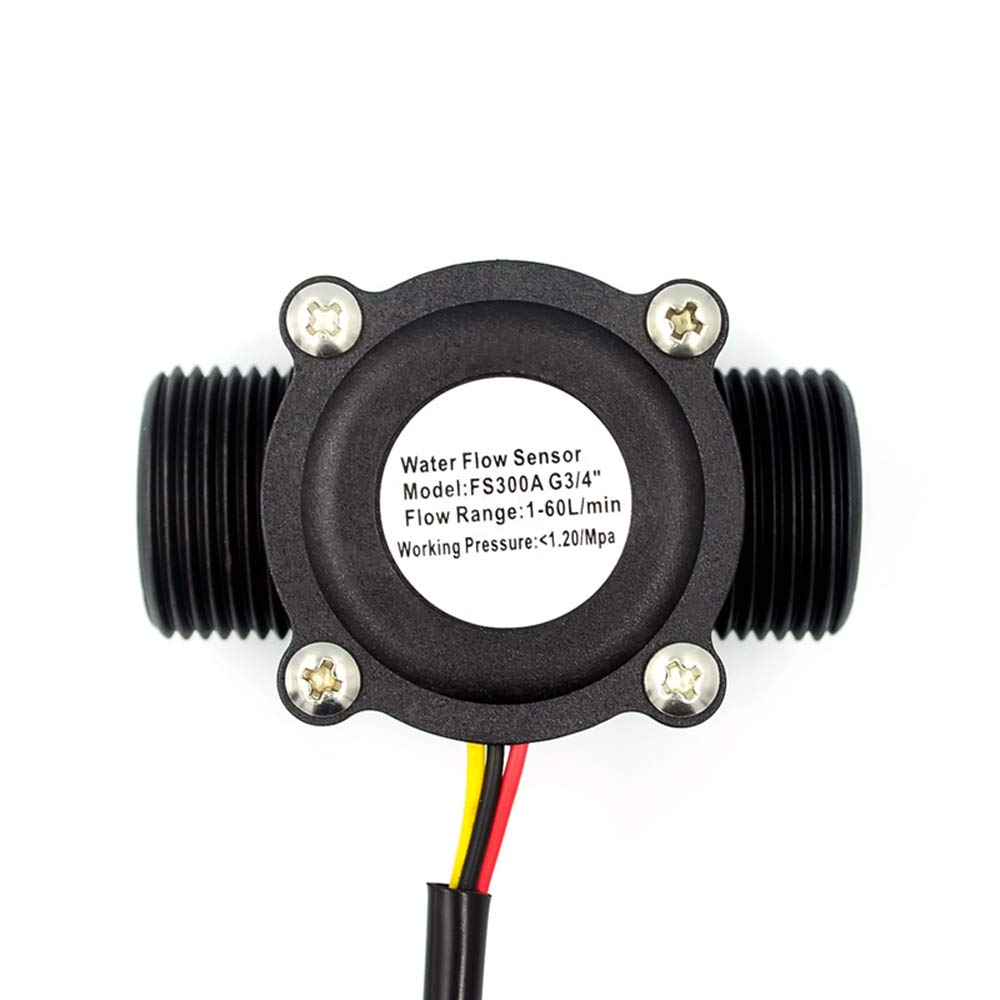 Water Flow Sensor
Model:FS300A G3/4"
Flow Range:1-60L/min
Working Pressure:<1.20/Mpa